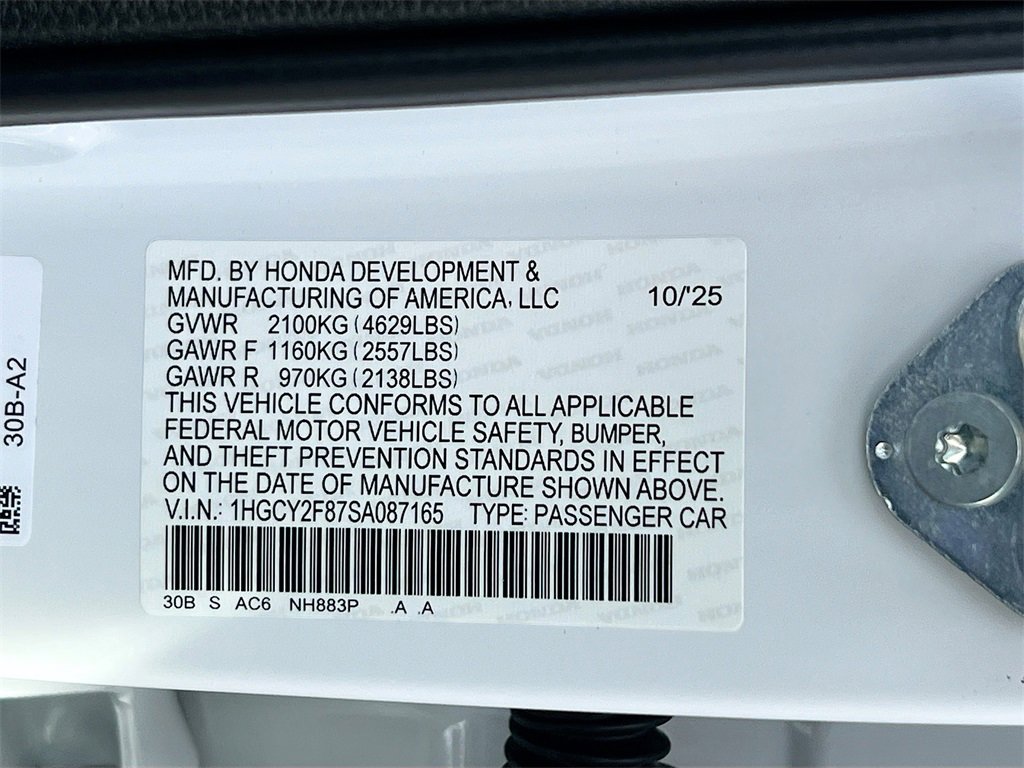 MFD. BY HONDA DEVELOPMENT &
MANUFACTURING OF AMERICA, LLC 10/'25
GVWR 2100KG (4629LBS)
GAWR F 1160KG (2557LBS)
GAWR R 970KG (2138LBS)
THIS VEHICLE CONFORMS TO ALL APPLICABLE
FEDERAL MOTOR VEHICLE SAFETY, BUMPER,
AND THEFT PREVENTION STANDARDS IN EFFECT
ON THE DATE OF MANUFACTURE SHOWN ABOVE.
V.I.N.: 1HGCY2F87SA087165 TYPE: PASSENGER CAR
30B S AC6 NH883P .A .A
30B-A2